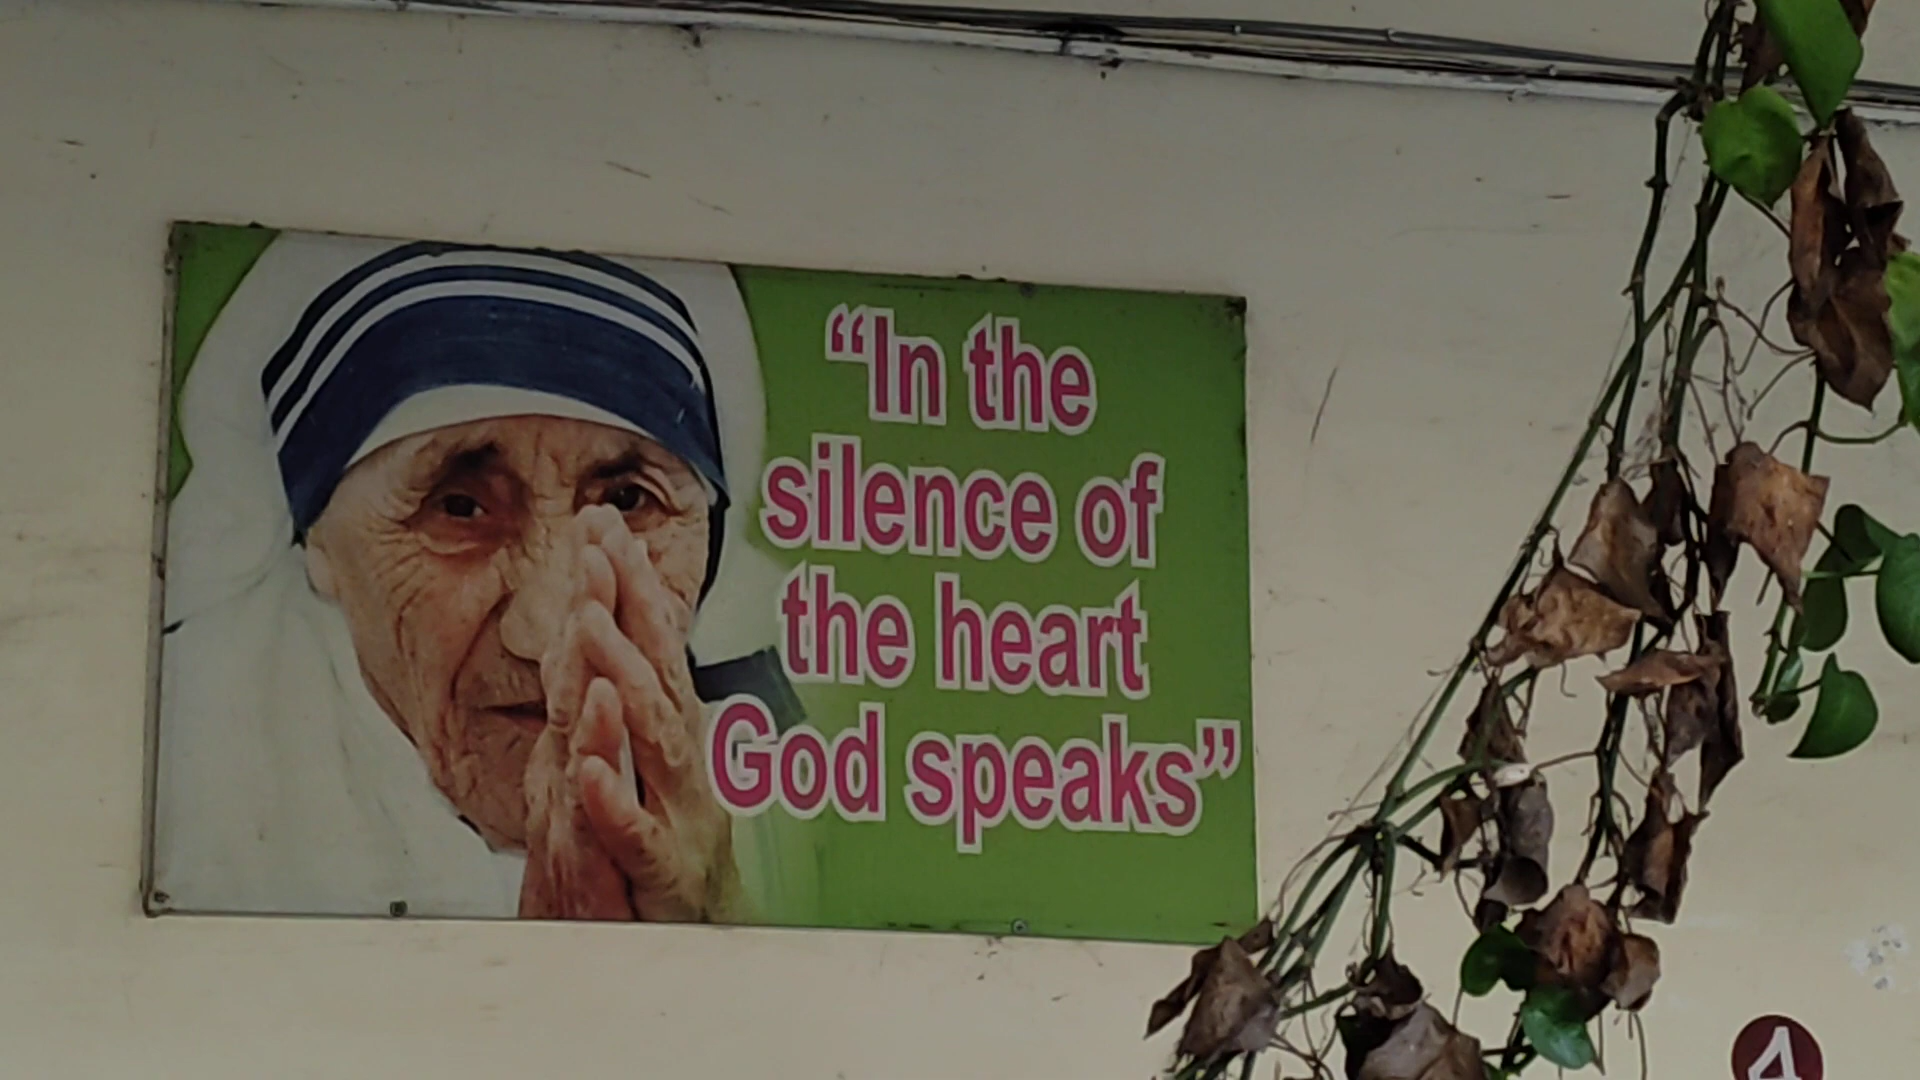 “In the
silence of
the heart
God speaks”